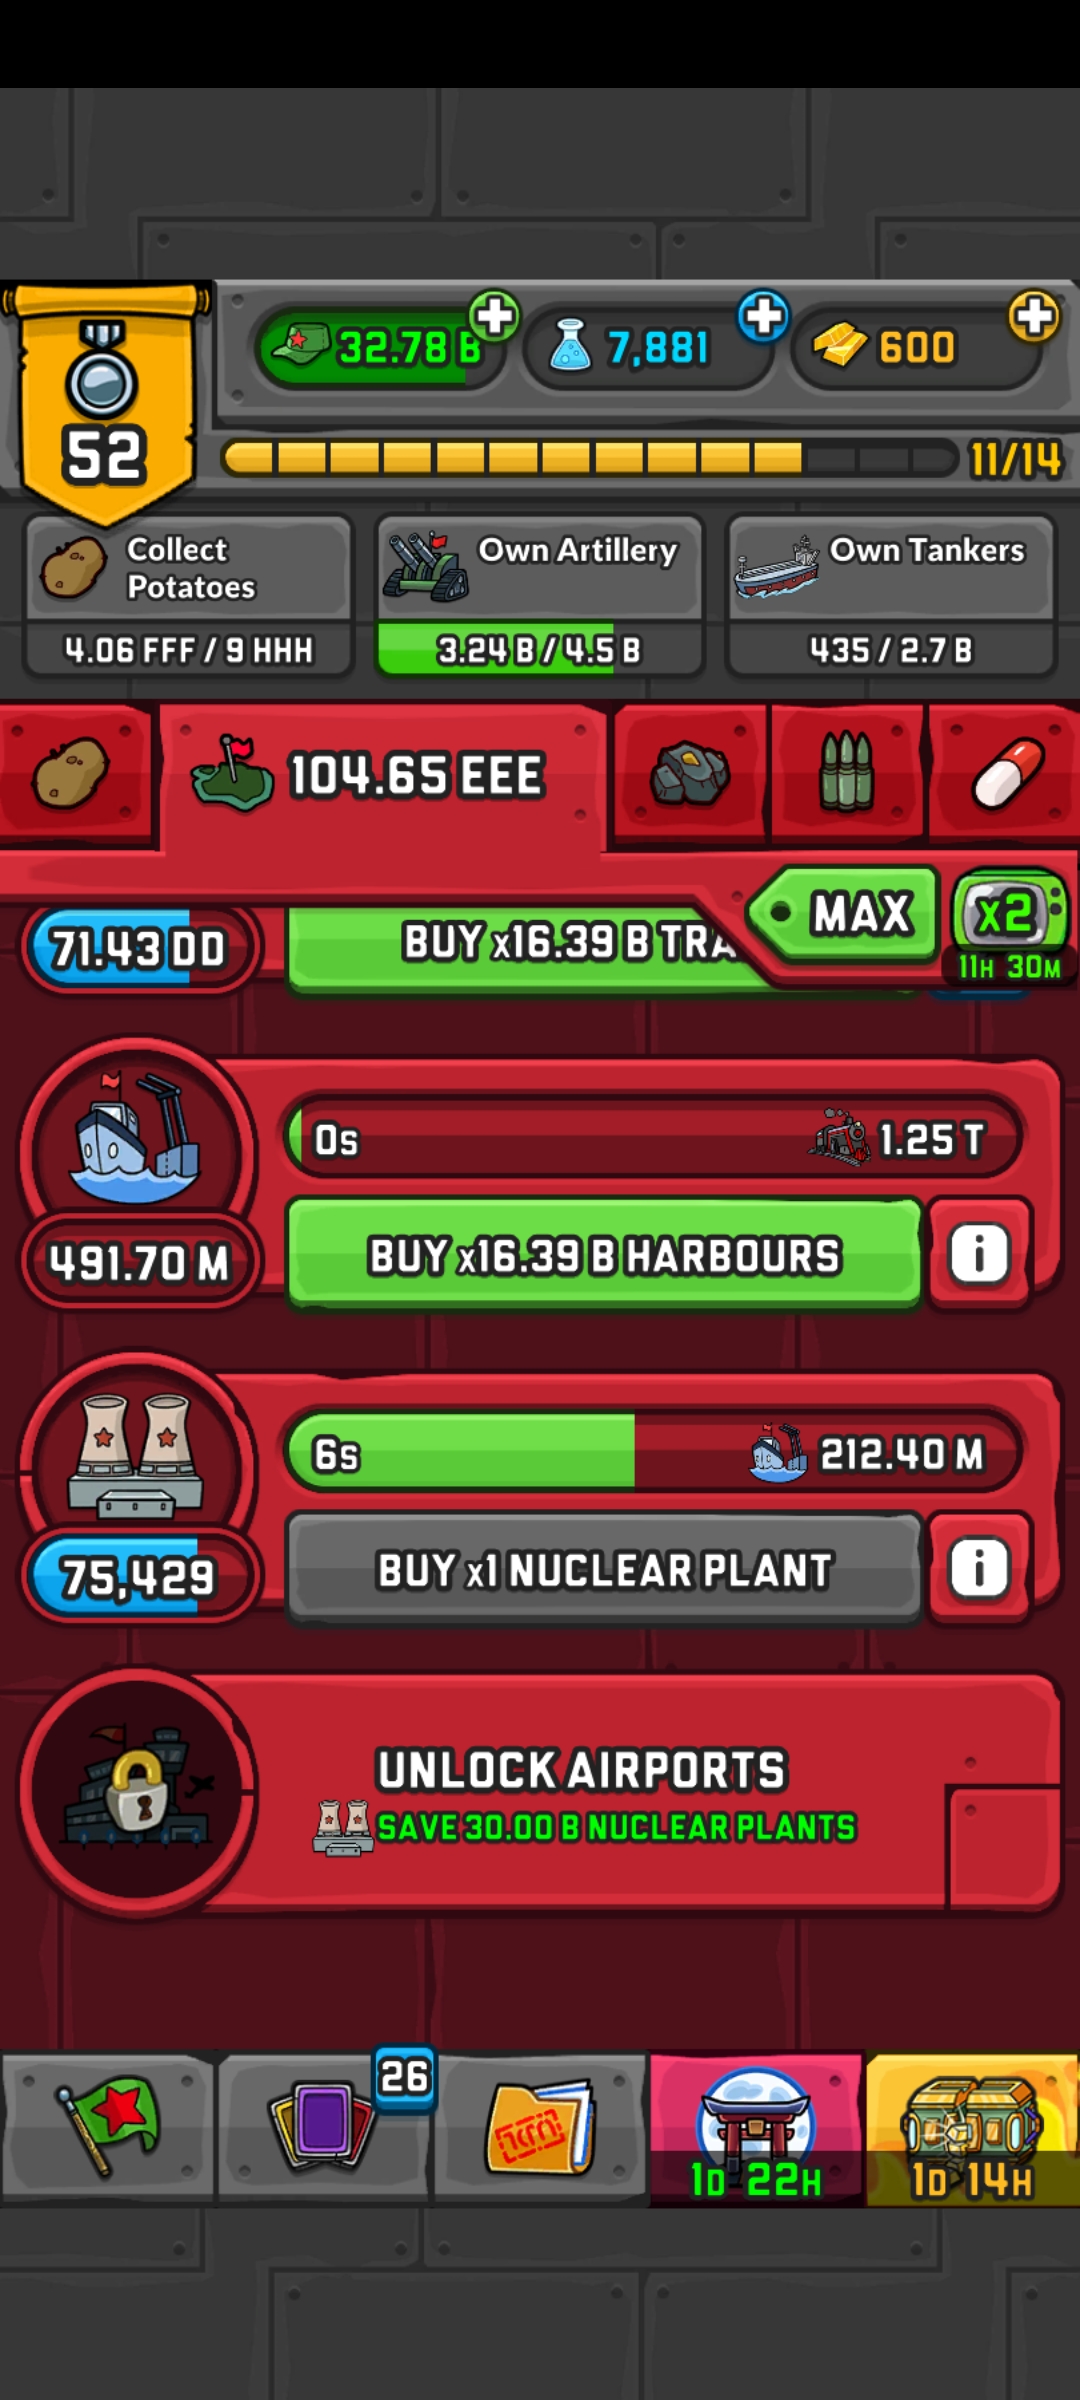 32.78 B
7,881
600
52
11/14
Collect
Potatoes
4.06 FFF / 9 HHH
Own Artillery
3.24 B / 4.5 B
Own Tankers
435 / 2.7 B
104.65 EEE
MAX
x2
11H 30M
71.43 DD
BUY x16.39 B TRA
0s
1.25 T
491.70 M
BUY x16.39 B HARBOURS
i
6s
212.40 M
75,429
BUY x1 NUCLEAR PLANT
i
UNLOCK AIRPORTS
SAVE 30.00 B NUCLEAR PLANTS
26
1D 22H
1D 14H